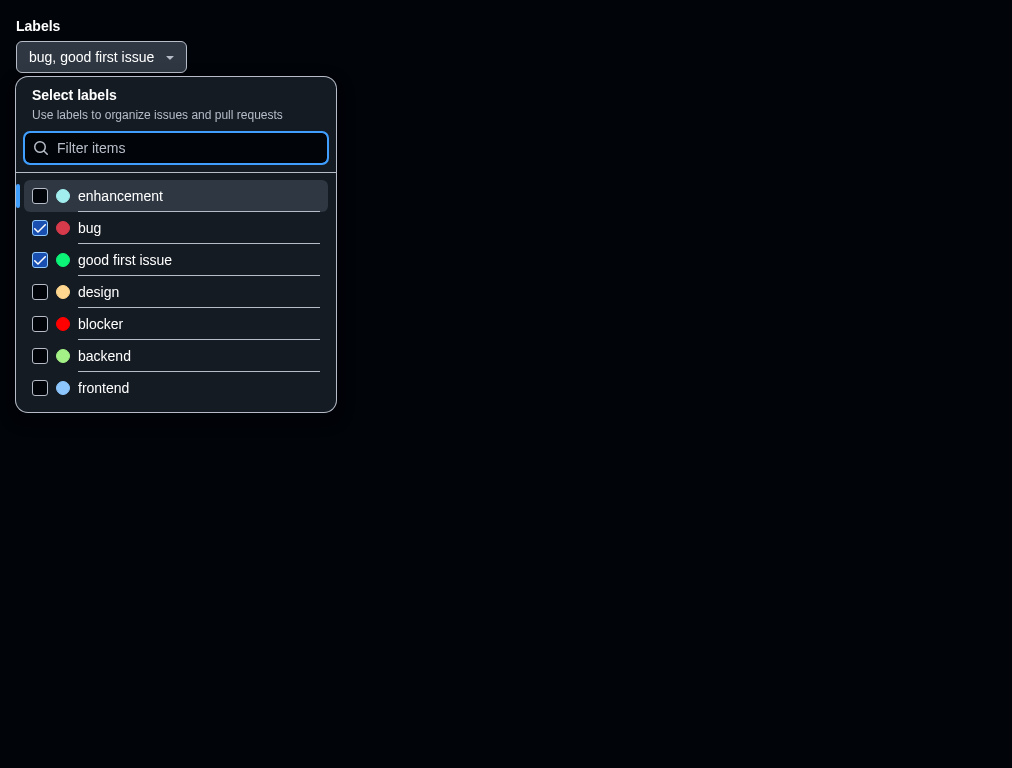 Labels
bug, good first issue
Select labels
Use labels to organize issues and pull requests
Filter items
enhancement
bug
good first issue
design
blocker
backend
frontend